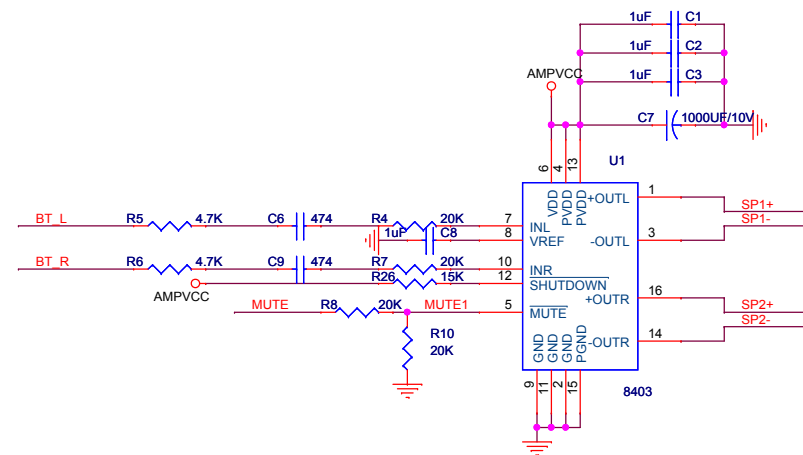 1uF C1
1uF C2
1uF C3
AMPVCC
C7 1000UF/10V
U1
6 4 13
VDD PVDD PVDD
+OUTL 1 SP1+
SP1-
-OUTL 3
BT_L R5 4.7K C6 474 R4 20K 7 INL
1uF C8 8 VREF
BT_R R6 4.7K C9 474 R7 20K 10 INR
R26 15K 12 SHUTDOWN
AMPVCC
MUTE R8 20K MUTE1 5 MUTE
+OUTR 16 SP2+
SP2-
-OUTR 14
R10
20K
GND GND GND PGND
9 11 2 15
8403